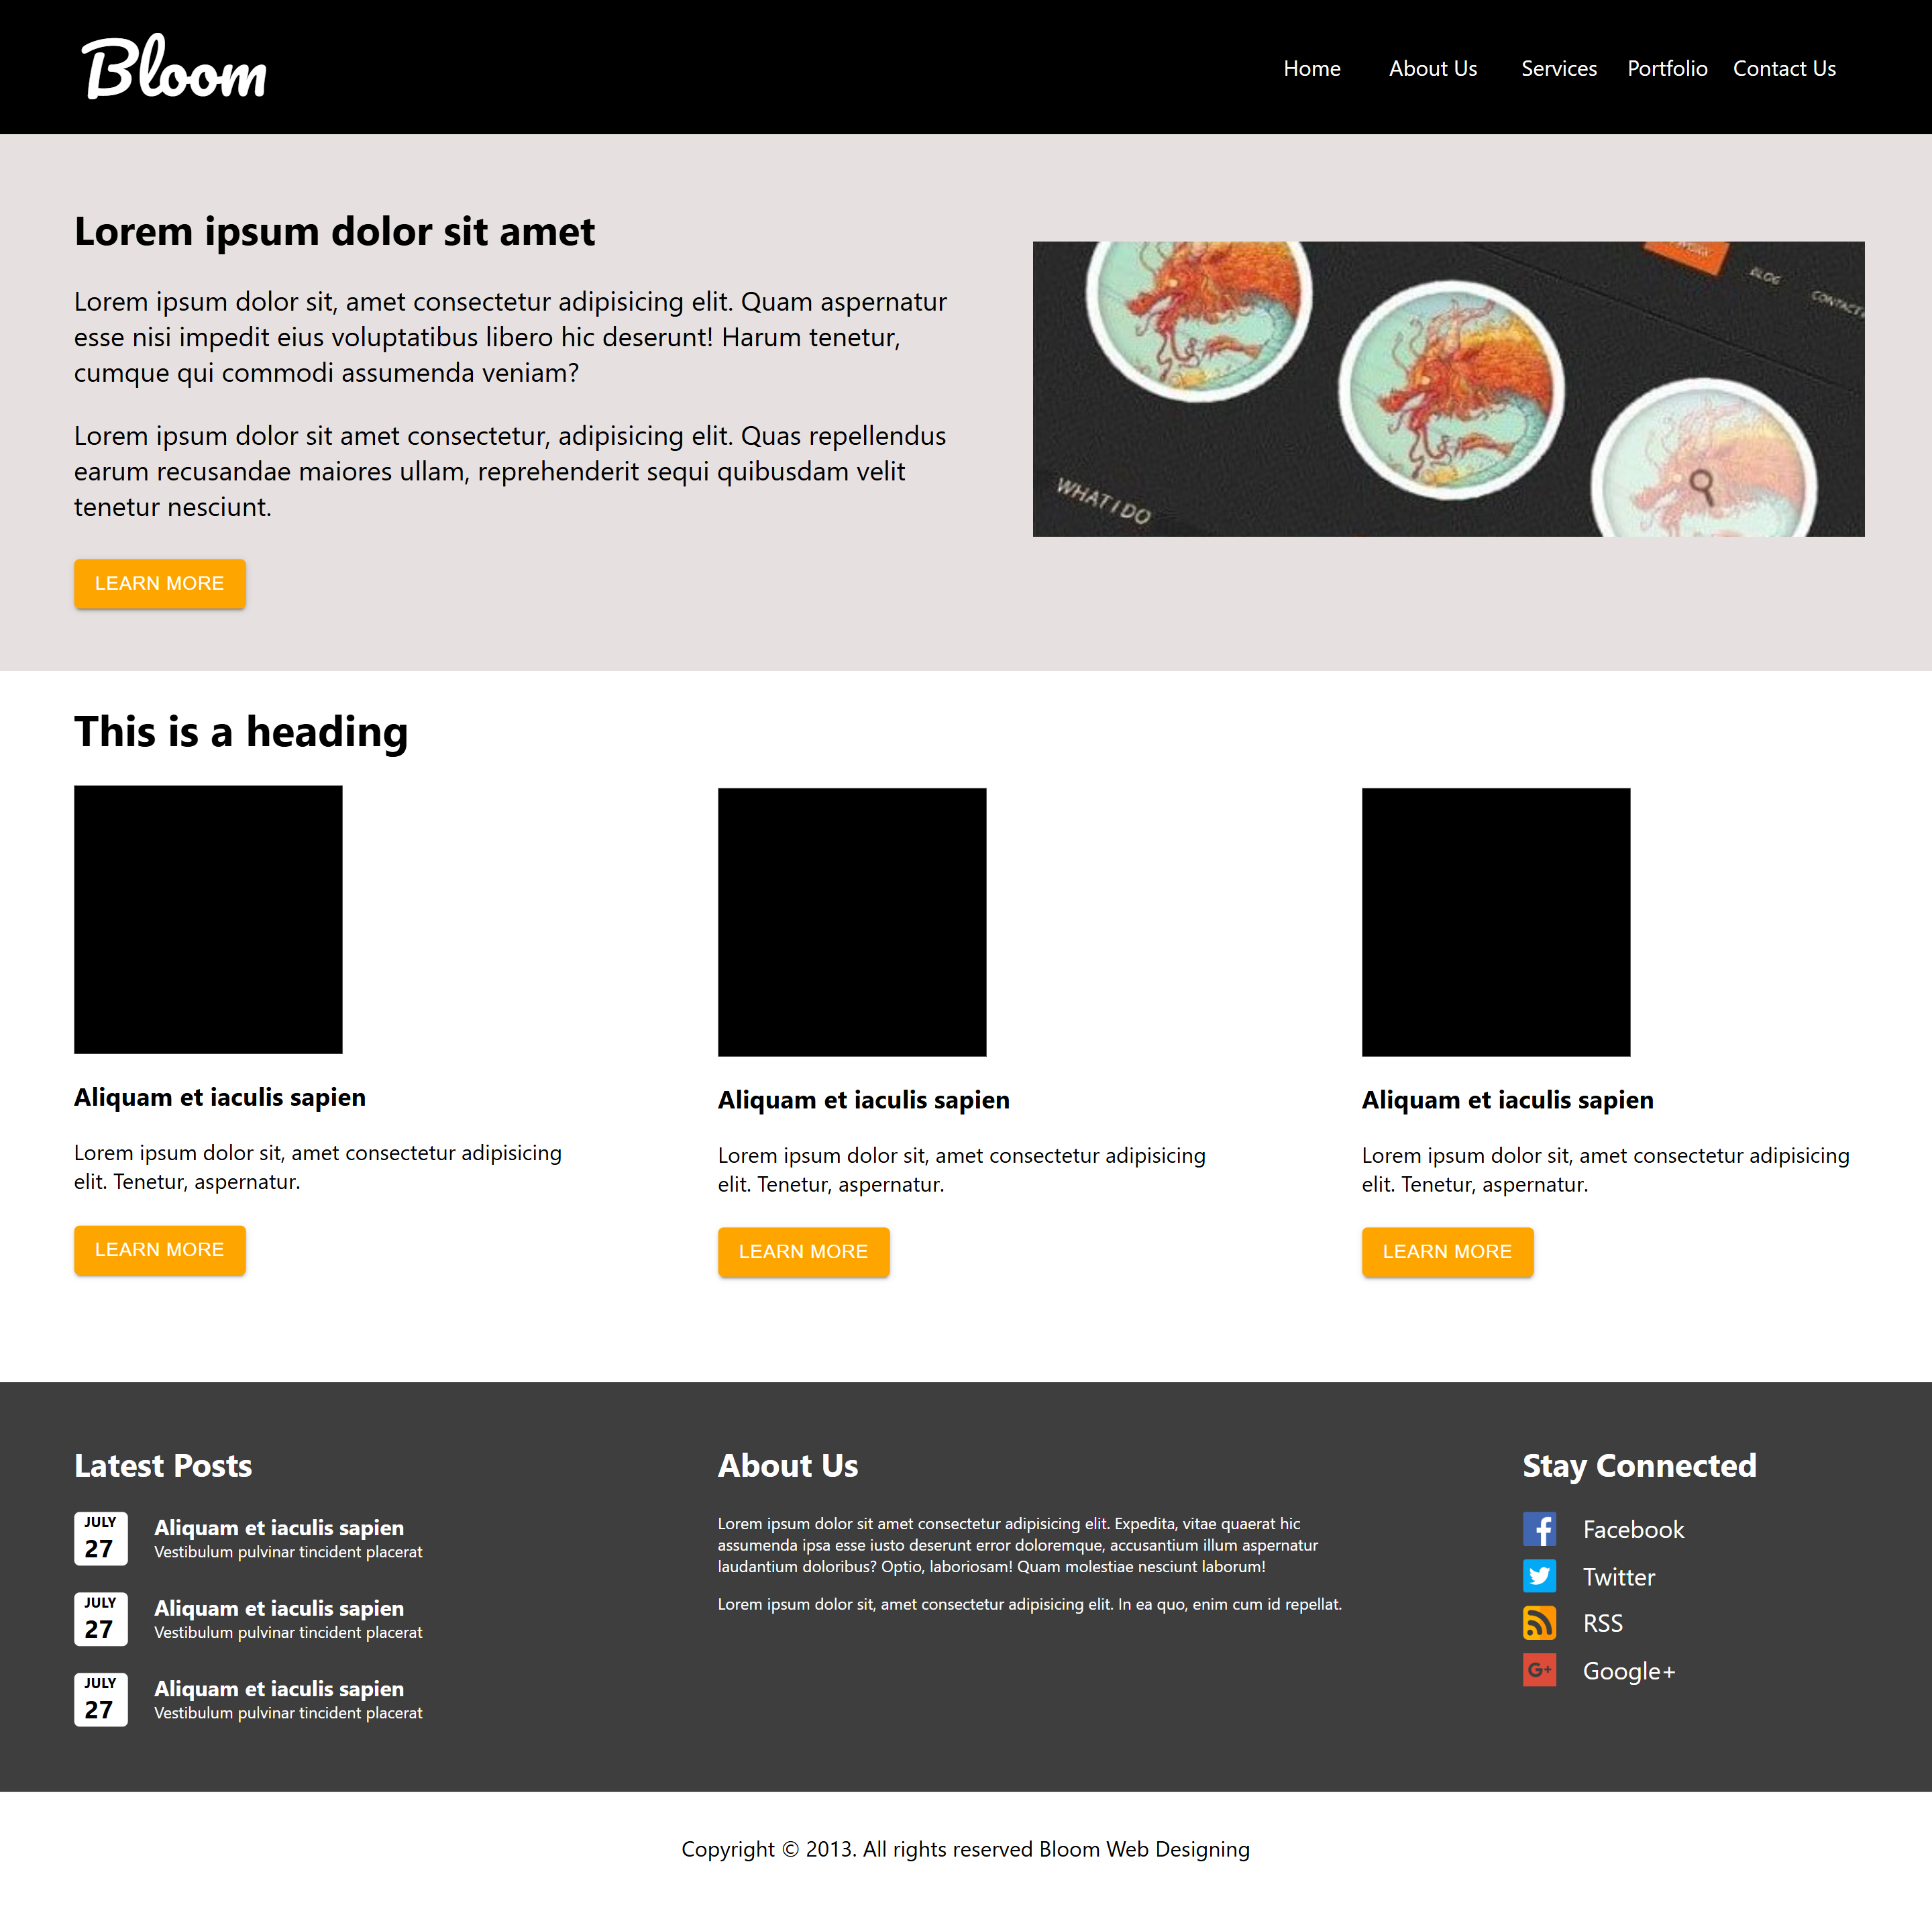 Bloom
Home About Us Services Portfolio Contact Us
Lorem ipsum dolor sit amet
Lorem ipsum dolor sit, amet consectetur adipisicing elit. Quam aspernatur
esse nisi impedit eius voluptatibus libero hic deserunt! Harum tenetur,
cumque qui commodi assumenda veniam?
Lorem ipsum dolor sit amet consectetur, adipisicing elit. Quas repellendus
earum recusandae maiores ullam, reprehenderit sequi quibusdam velit
tenetur nesciunt.
LEARN MORE
BLOG
CONTACT
WHAT I DO
This is a heading
Aliquam et iaculis sapien
Lorem ipsum dolor sit, amet consectetur adipisicing
elit. Tenetur, aspernatur.
LEARN MORE
Aliquam et iaculis sapien
Lorem ipsum dolor sit, amet consectetur adipisicing
elit. Tenetur, aspernatur.
LEARN MORE
Aliquam et iaculis sapien
Lorem ipsum dolor sit, amet consectetur adipisicing
elit. Tenetur, aspernatur.
LEARN MORE
Latest Posts
JULY
27
Aliquam et iaculis sapien
Vestibulum pulvinar tincident placerat
JULY
27
Aliquam et iaculis sapien
Vestibulum pulvinar tincident placerat
JULY
27
Aliquam et iaculis sapien
Vestibulum pulvinar tincident placerat
About Us
Lorem ipsum dolor sit amet consectetur adipisicing elit. Expedita, vitae quaerat hic
assumenda ipsa esse iusto deserunt error doloremque, accusantium illum aspernatur
laudantium doloribus? Optio, laboriosam! Quam molestiae nesciunt laborum!
Lorem ipsum dolor sit, amet consectetur adipisicing elit. In ea quo, enim cum id repellat.
Stay Connected
f Facebook
Twitter
RSS
G+ Google+
Copyright © 2013. All rights reserved Bloom Web Designing